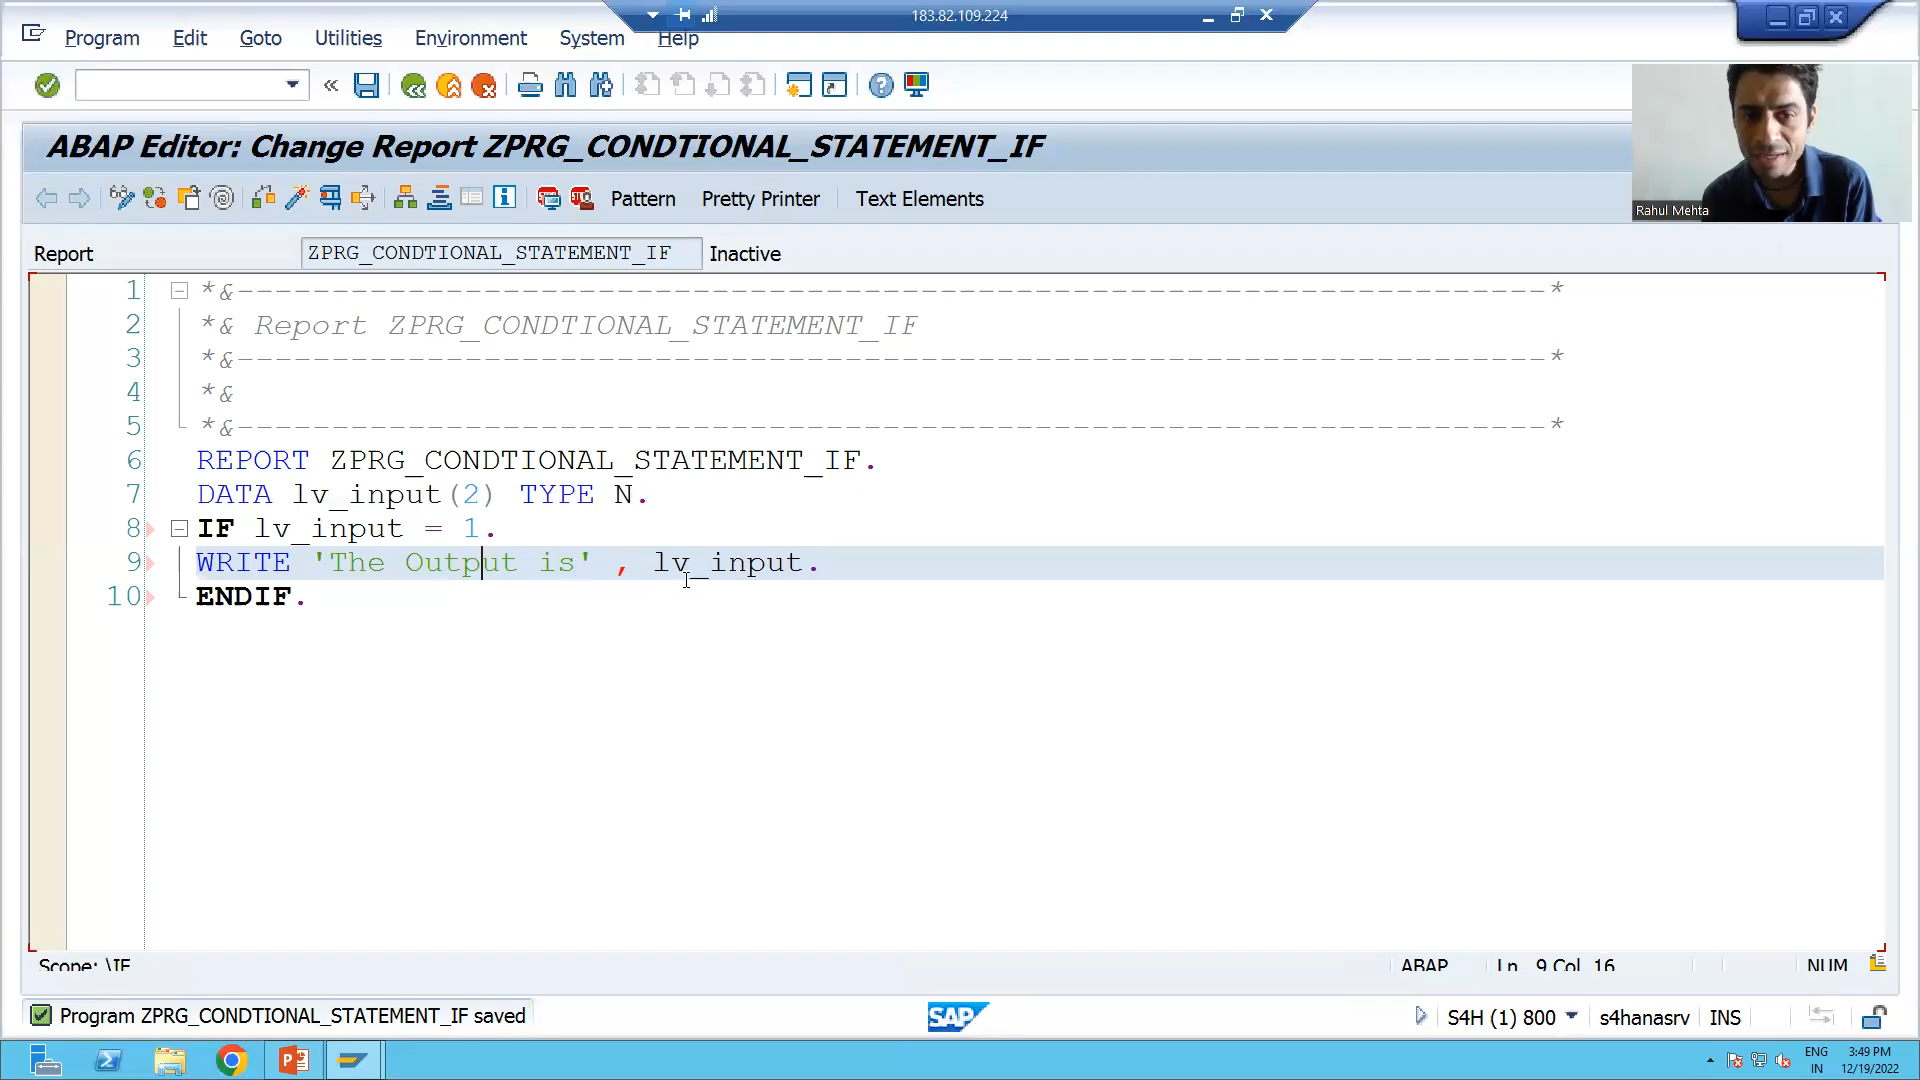 183.82.109.224
Program Edit Goto Utilities Environment System Help
ABAP Editor: Change Report ZPRG_CONDTIONAL_STATEMENT_IF
Pattern Pretty Printer Text Elements
Rahul Mehta
Report ZPRG_CONDTIONAL_STATEMENT_IF Inactive
1 *&---------------------------------------------------------------------*
2 *& Report ZPRG_CONDTIONAL_STATEMENT_IF
3 *&---------------------------------------------------------------------*
4 *&
5 *&---------------------------------------------------------------------*
6 REPORT ZPRG_CONDTIONAL_STATEMENT_IF.
7 DATA lv_input(2) TYPE N.
8 IF lv_input = 1.
9 WRITE 'The Output is' , lv_input.
10 ENDIF.
Scope: \IF ABAP Ln 9 Col 16 NUM
Program ZPRG_CONDTIONAL_STATEMENT_IF saved SAP S4H (1) 800 s4hanasrv INS
ENG 3:49 PM
IN 12/19/2022